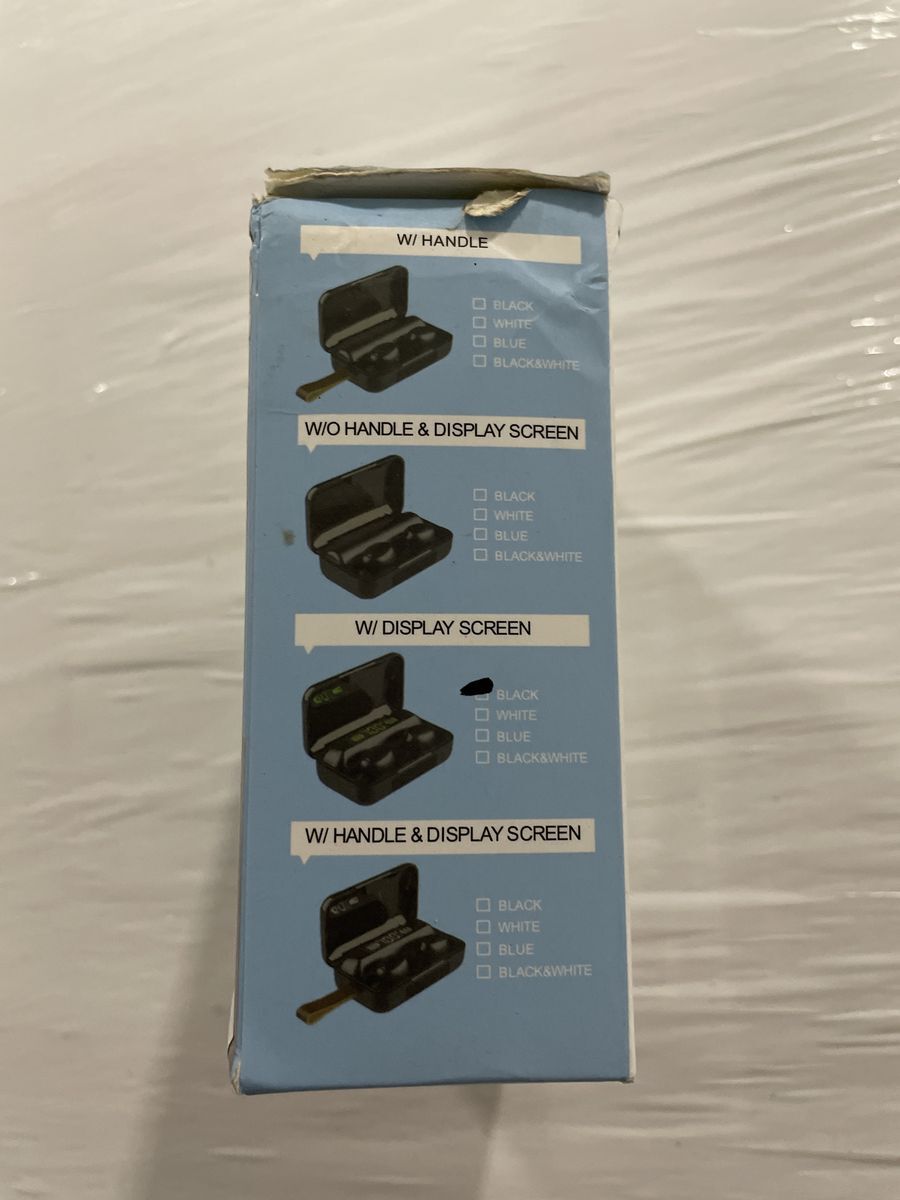 W/ HANDLE
☐ BLACK
☐ WHITE
☐ BLUE
☐ BLACK&WHITE
W/O HANDLE & DISPLAY SCREEN
☐ BLACK
☐ WHITE
☐ BLUE
☐ BLACK&WHITE
W/ DISPLAY SCREEN
BLACK
☐ WHITE
☐ BLUE
☐ BLACK&WHITE
W/ HANDLE & DISPLAY SCREEN
☐ BLACK
☐ WHITE
☐ BLUE
☐ BLACK&WHITE